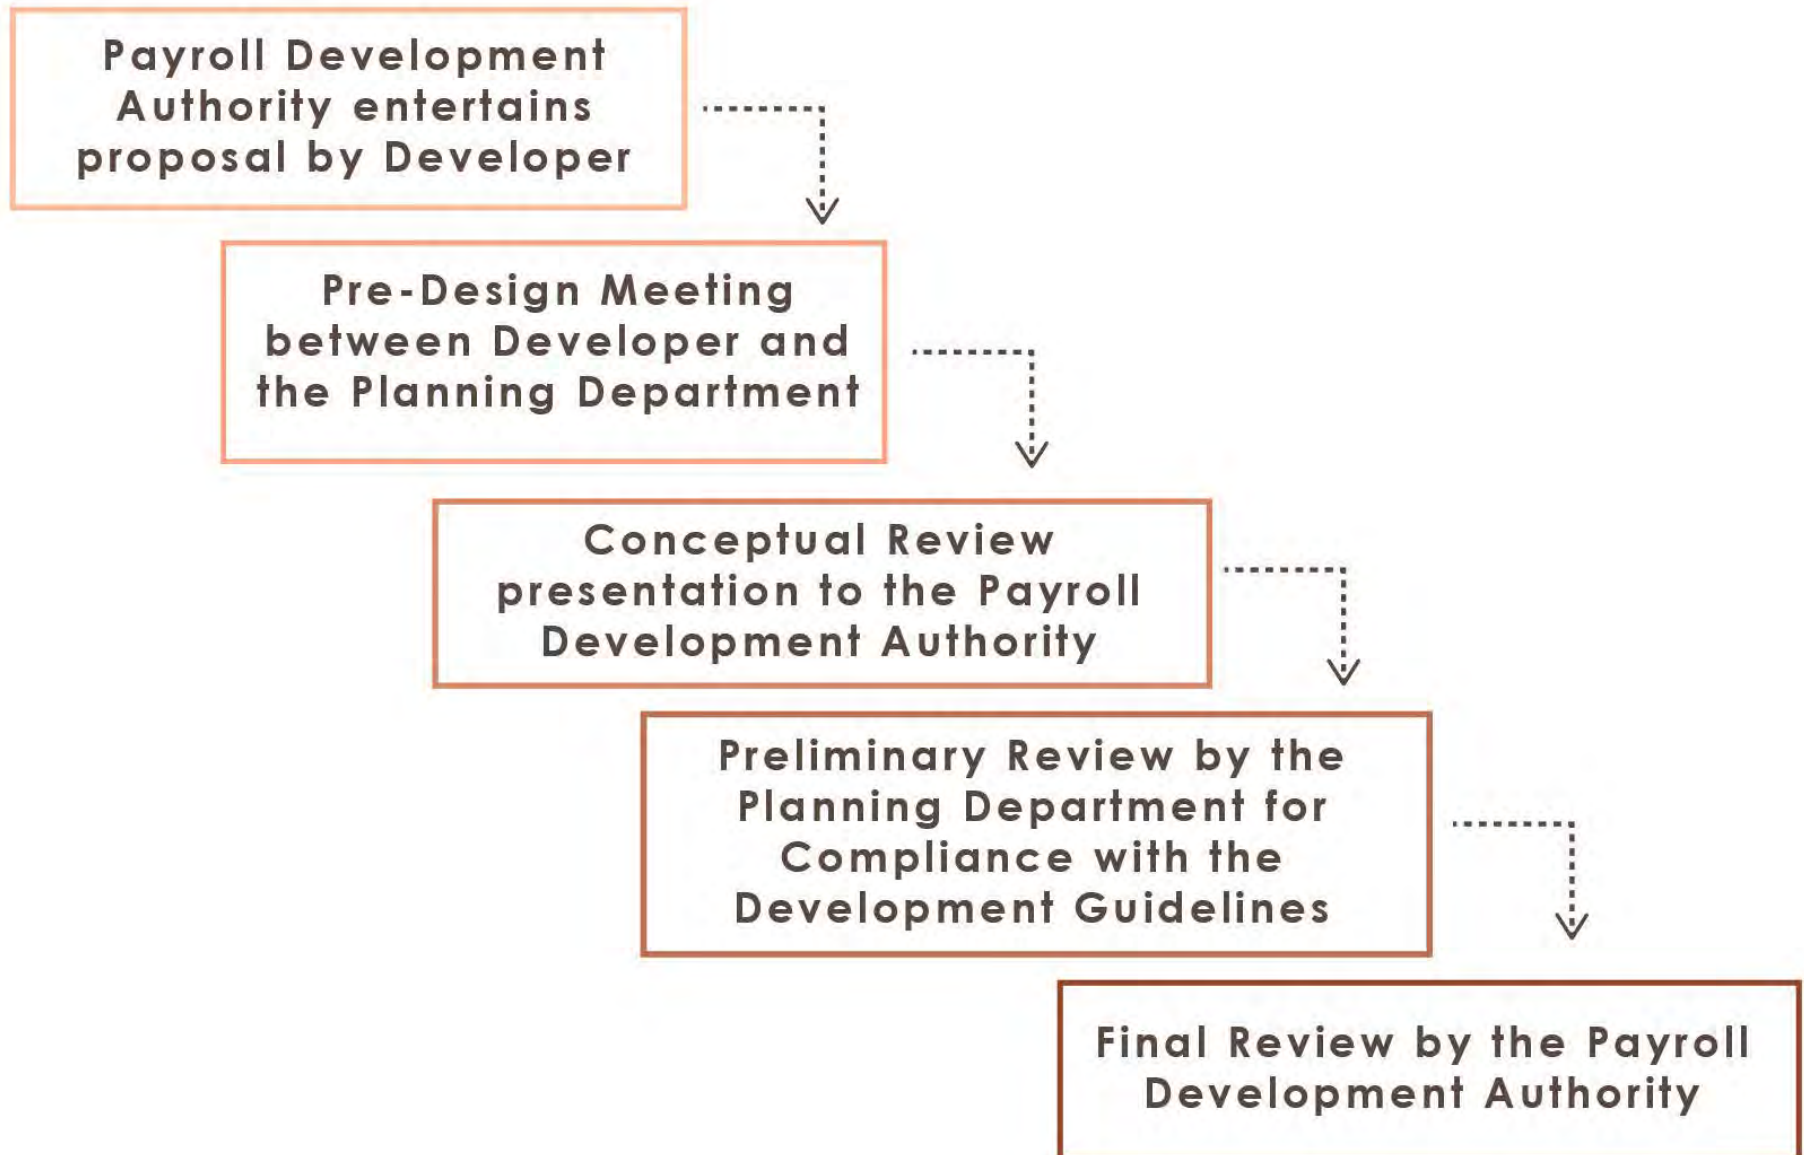 Payroll Development
Authority entertains
proposal by Developer
Pre-Design Meeting
between Developer and
the Planning Department
Conceptual Review
presentation to the Payroll
Development Authority
Preliminary Review by the
Planning Department for
Compliance with the
Development Guidelines
Final Review by the Payroll
Development Authority